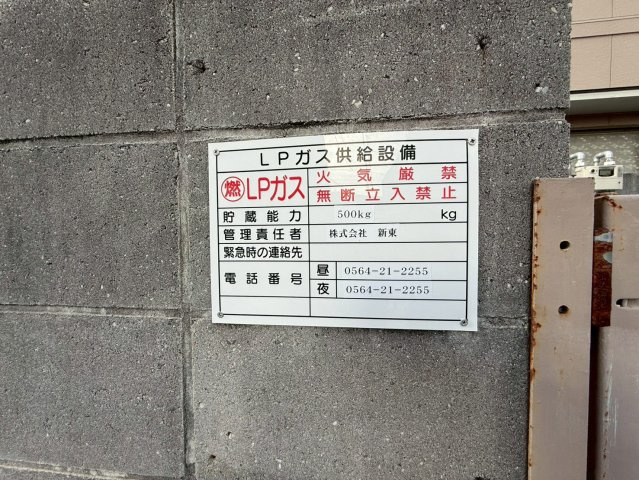 LPガス供給設備
燃 LPガス 火気厳禁
無断立入禁止
貯蔵能力 500kg kg
管理責任者 株式会社 新東
緊急時の連絡先
電話番号 昼 0564-21-2255
夜 0564-21-2255